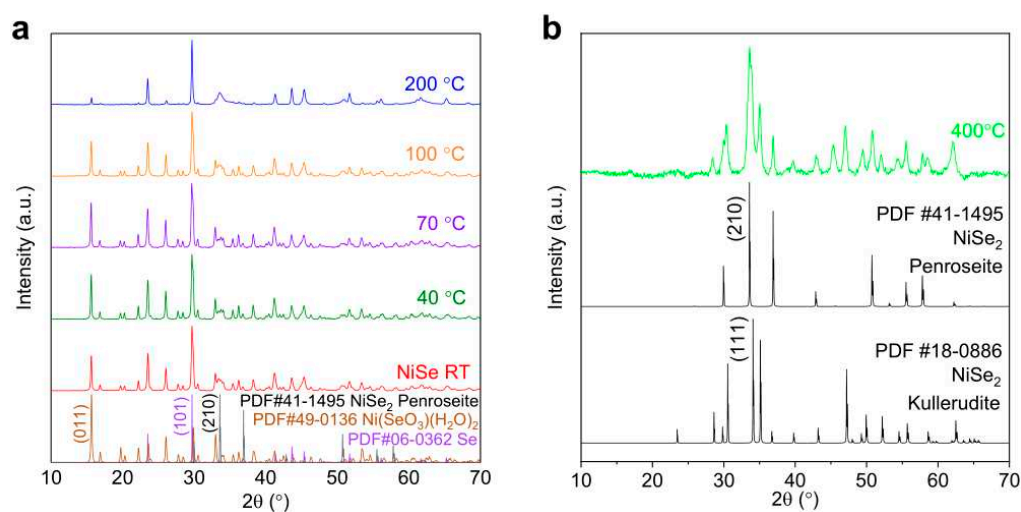 a
Intensity (a.u.)
200 °C
100 °C
70 °C
40 °C
NiSe RT
(011)
(101)
(210)
PDF#41-1495 NiSe₂ Penroseite
PDF#49-0136 Ni(SeO₃)(H₂O)₂
PDF#06-0362 Se
10 20 30 40 50 60 70
2θ (°)
b
Intensity (a.u.)
400°C
(210)
PDF #41-1495
NiSe₂
Penroseite
(111)
PDF #18-0886
NiSe₂
Kullerudite
10 20 30 40 50 60 70
2θ (°)